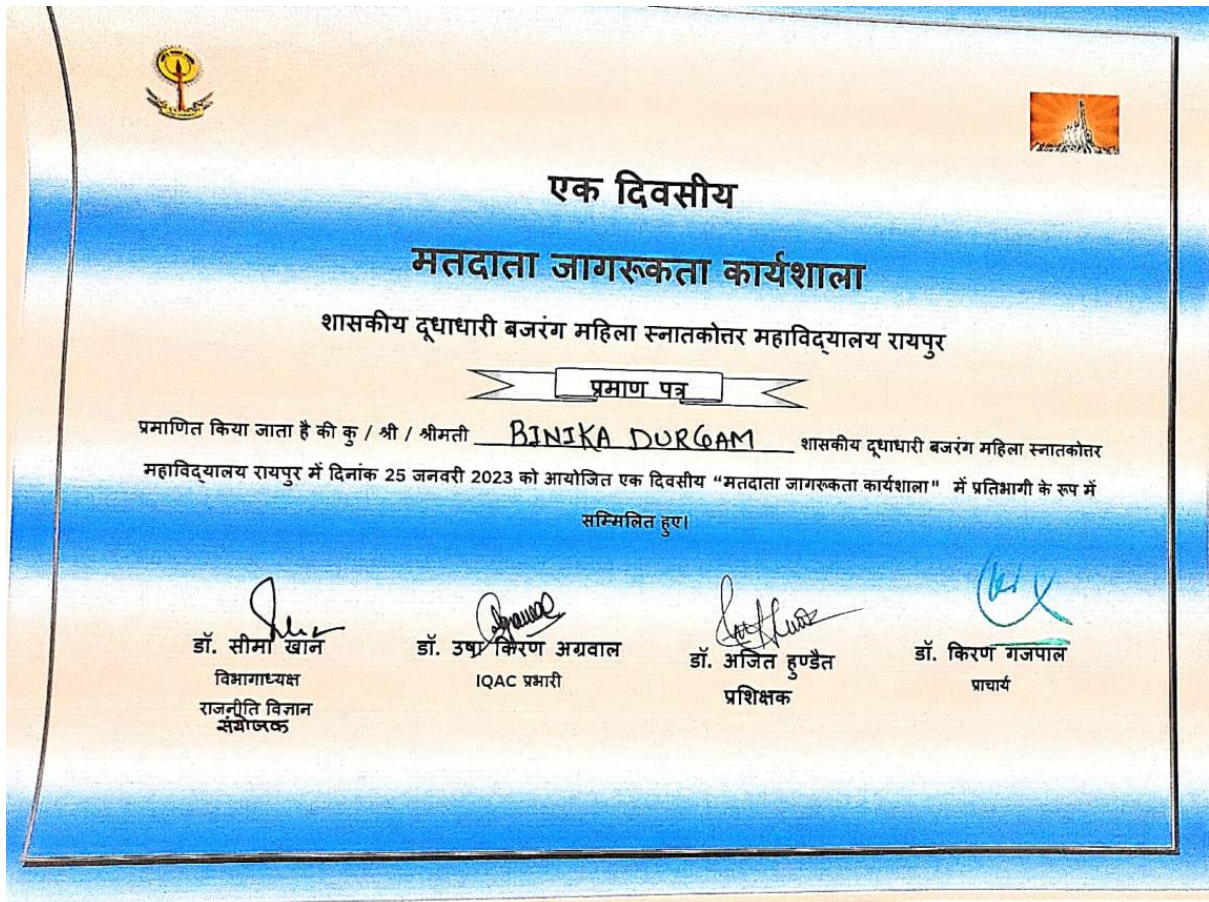 एक दिवसीय
मतदाता जागरूकता कार्यशाला
शासकीय दूधाधारी बजरंग महिला स्नातकोत्तर महाविद्यालय रायपुर
प्रमाण पत्र
प्रमाणित किया जाता है की कु / श्री / श्रीमती BINIKA DURGAM शासकीय दूधाधारी बजरंग महिला स्नातकोत्तर
महाविद्यालय रायपुर में दिनांक 25 जनवरी 2023 को आयोजित एक दिवसीय “मतदाता जागरूकता कार्यशाला" में प्रतिभागी के रूप में
सम्मिलित हुए।
डॉ. सीमा खान डॉ. उषा किरण अग्रवाल डॉ. अजित हुण्डैत डॉ. किरण गजपाल
विभागाध्यक्ष IQAC प्रभारी प्रशिक्षक प्राचार्य
राजनीति विज्ञान
संयोजक